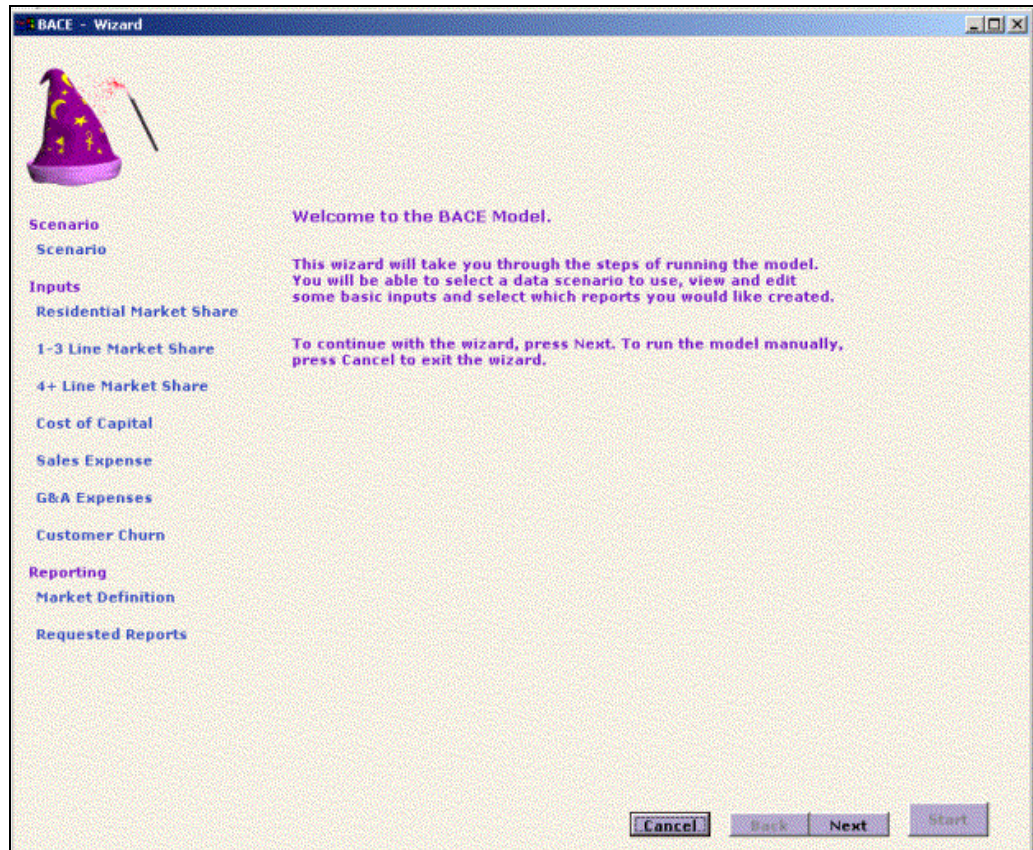 BACE - Wizard
Scenario
Scenario
Inputs
Residential Market Share
1-3 Line Market Share
4+ Line Market Share
Cost of Capital
Sales Expense
G&A Expenses
Customer Churn
Reporting
Market Definition
Requested Reports
Welcome to the BACE Model.
This wizard will take you through the steps of running the model.
You will be able to select a data scenario to use, view and edit
some basic inputs and select which reports you would like created.
To continue with the wizard, press Next. To run the model manually,
press Cancel to exit the wizard.
Cancel
Back
Next
Start